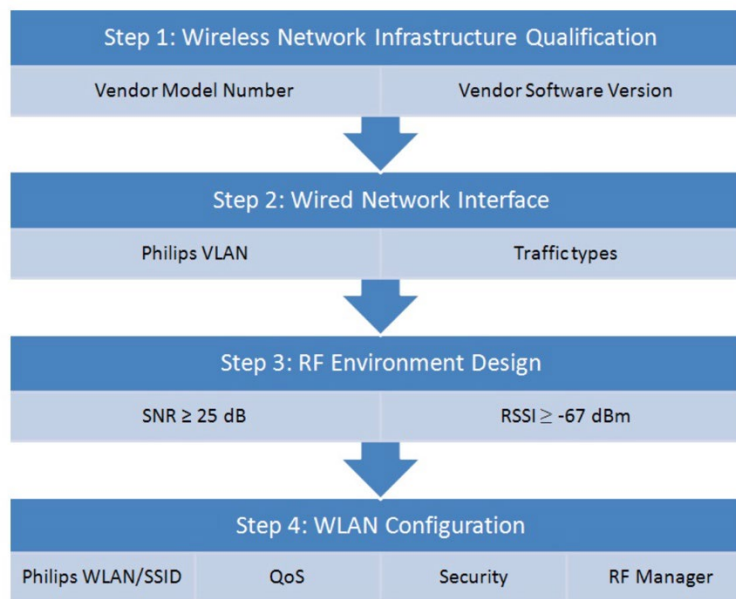 Step 1: Wireless Network Infrastructure Qualification
Vendor Model Number
Vendor Software Version
Step 2: Wired Network Interface
Philips VLAN
Traffic types
Step 3: RF Environment Design
SNR ≥ 25 dB
RSSI ≥ -67 dBm
Step 4: WLAN Configuration
Philips WLAN/SSID
QoS
Security
RF Manager